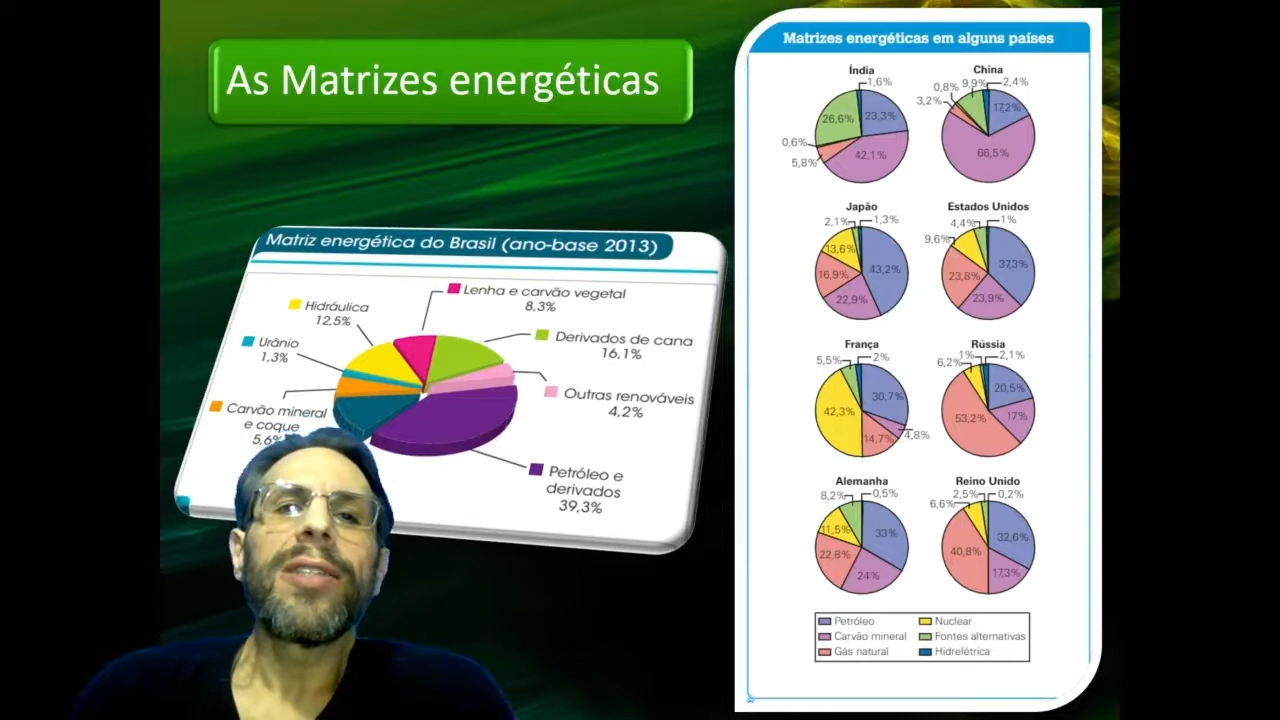 As Matrizes energéticas
Matriz energética do Brasil (ano-base 2013)
Lenha e carvão vegetal
8,3%
Hidráulica
12,5%
Derivados de cana
16,1%
Urânio
1,3%
Outras renováveis
4,2%
Carvão mineral
e coque
5,6%
Petróleo e
derivados
39,3%
Matrizes energéticas em alguns países
Índia
1,6%
23,3%
26,6%
0,6%
5,8%
42,1%
China
2,4%
9,9%
0,8%
3,2%
17,2%
66,5%
Japão
2,1%
1,3%
13,6%
43,2%
16,9%
22,9%
Estados Unidos
4,4%
1%
9,6%
37,3%
23,8%
23,9%
França
5,5%
2%
30,7%
42,3%
14,7%
4,8%
Rússia
1%
2,1%
6,2%
20,5%
53,2%
17%
Alemanha
8,2%
0,5%
11,5%
33%
22,8%
24%
Reino Unido
2,5%
0,2%
6,6%
32,6%
40,8%
17,3%
Petróleo
Nuclear
Carvão mineral
Fontes alternativas
Gás natural
Hidrelétrica